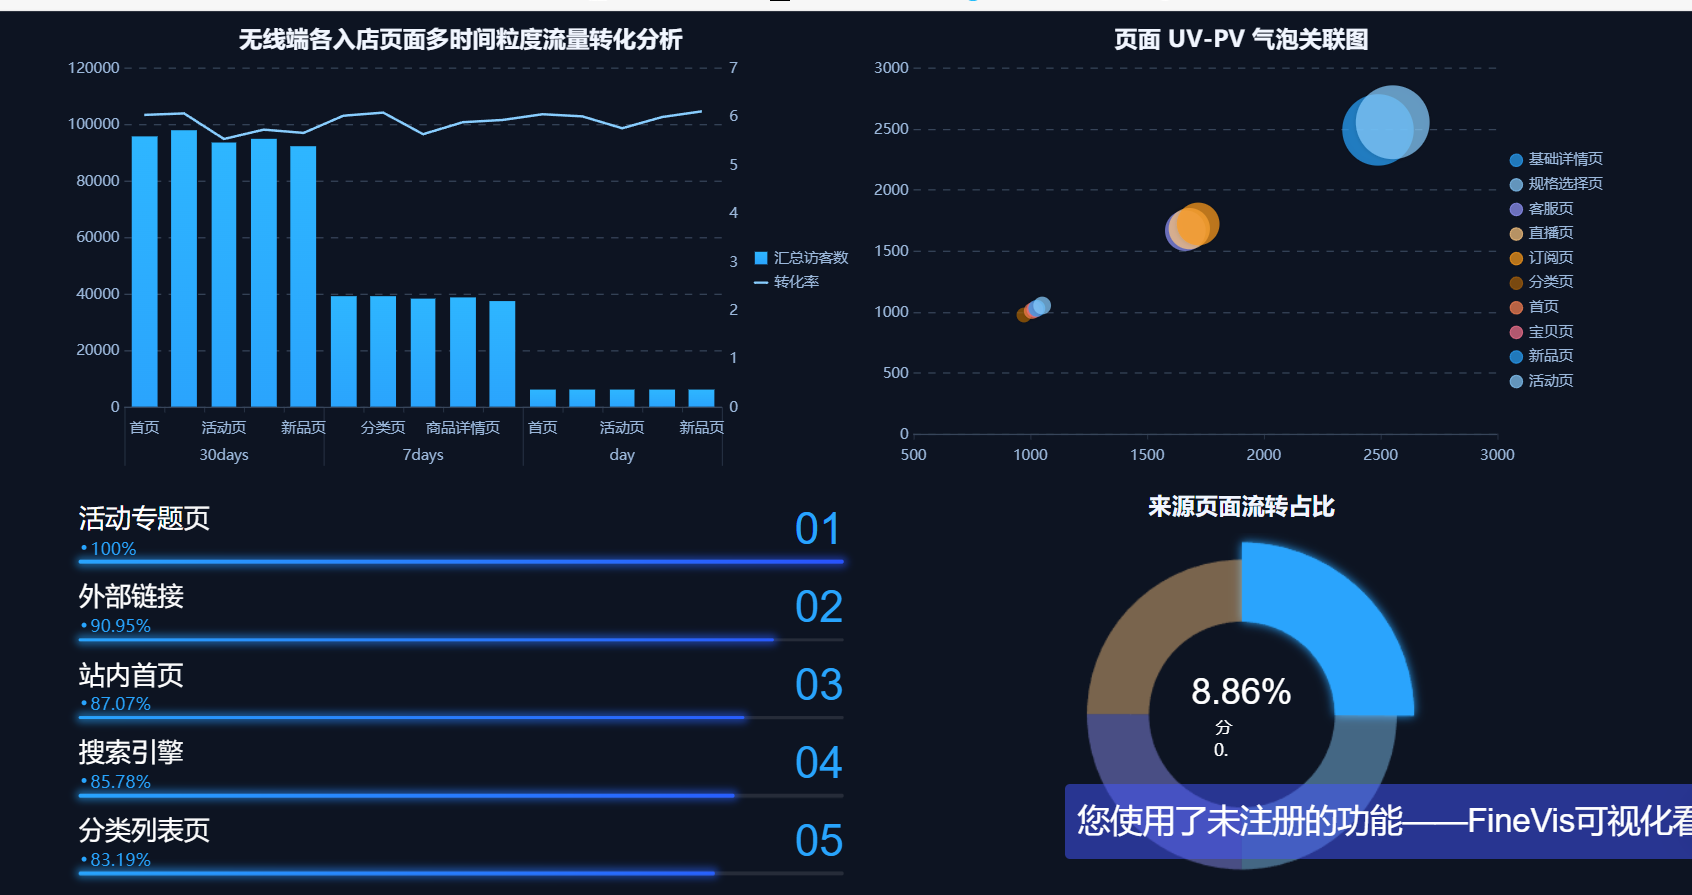 无线端各入店页面多时间粒度流量转化分析
120000
100000
80000
60000
40000
20000
0
7
6
5
4
3
2
1
0
汇总访客数
转化率
首页 活动页 新品页 分类页 商品详情页 首页 活动页 新品页
30days 7days day
页面 UV-PV 气泡关联图
3000
2500
2000
1500
1000
500
0
500 1000 1500 2000 2500 3000
基础详情页
规格选择页
客服页
直播页
订阅页
分类页
首页
宝贝页
新品页
活动页
活动专题页
100%
01
外部链接
90.95%
02
站内首页
87.07%
03
搜索引擎
85.78%
04
分类列表页
83.19%
05
来源页面流转占比
8.86%
分
0.
您使用了未注册的功能——FineVis可视化看